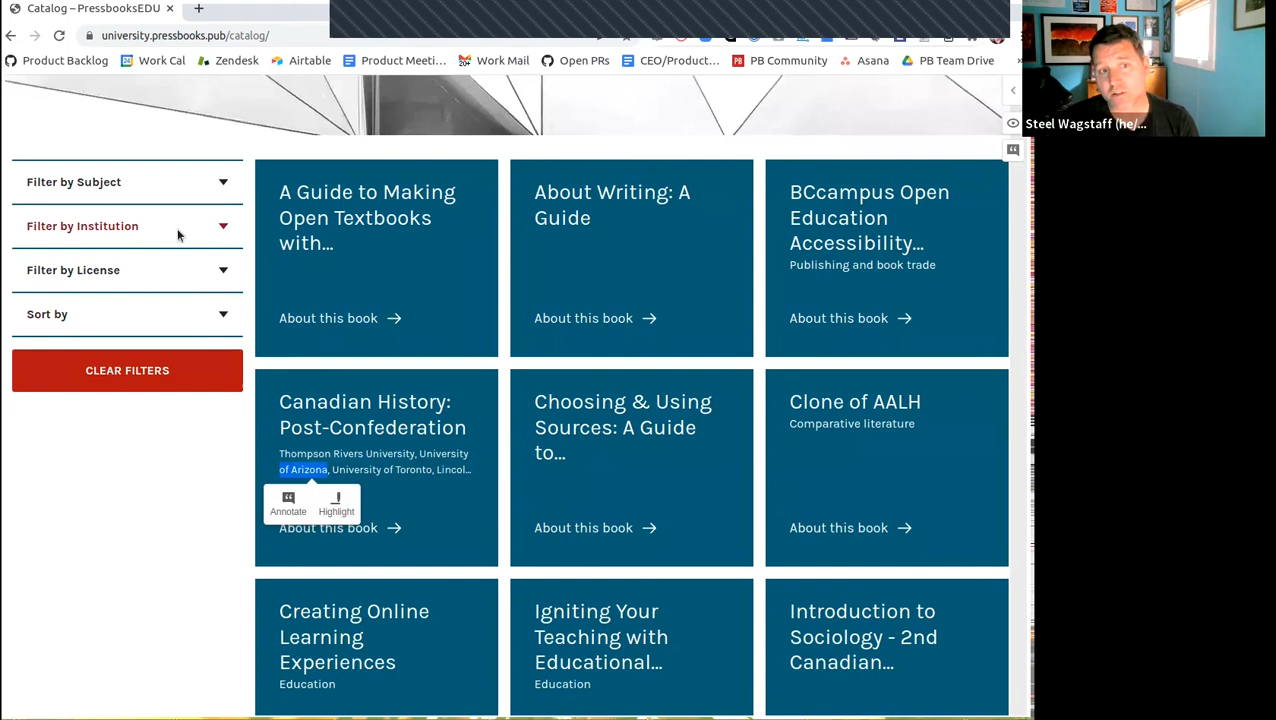 Catalog – PressbooksEDU
university.pressbooks.pub/catalog/
Product Backlog Work Cal Zendesk Airtable Product Meeti... Work Mail Open PRs CEO/Product... PB Community Asana PB Team Drive »
Steel Wagstaff (he/...
Filter by Subject
Filter by Institution
Filter by License
Sort by
CLEAR FILTERS
A Guide to Making
Open Textbooks
with...
About this book
About Writing: A
Guide
About this book
BCcampus Open
Education
Accessibility...
Publishing and book trade
About this book
Canadian History:
Post-Confederation
Thompson Rivers University, University
of Arizona, University of Toronto, Lincol...
Annotate Highlight
About this book
Choosing & Using
Sources: A Guide
to...
About this book
Clone of AALH
Comparative literature
About this book
Creating Online
Learning
Experiences
Education
Igniting Your
Teaching with
Educational...
Education
Introduction to
Sociology - 2nd
Canadian...